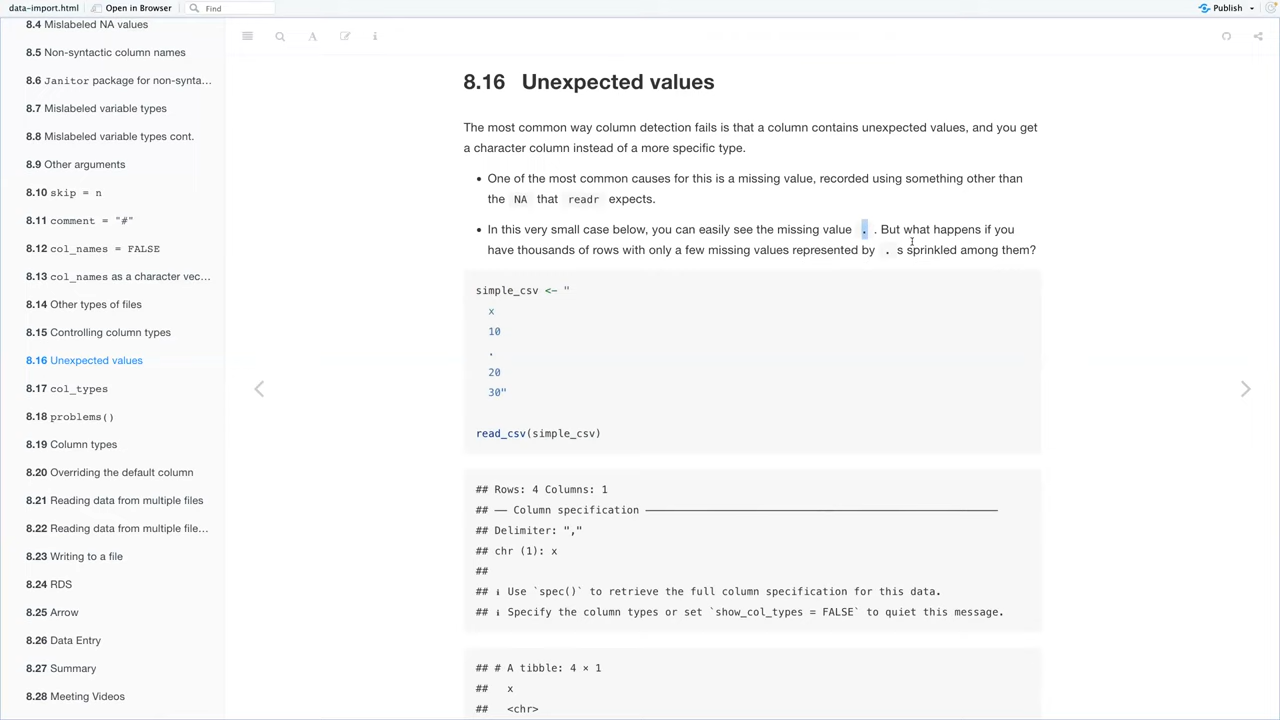 data-import.html Open in Browser Find Publish
8.4 Mislabeled NA values
8.5 Non-syntactic column names
8.6 Janitor package for non-synta...
8.7 Mislabeled variable types
8.8 Mislabeled variable types cont.
8.9 Other arguments
8.10 skip = n
8.11 comment = "#"
8.12 col_names = FALSE
8.13 col_names as a character vec...
8.14 Other types of files
8.15 Controlling column types
8.16 Unexpected values
8.17 col_types
8.18 problems()
8.19 Column types
8.20 Overriding the default column
8.21 Reading data from multiple files
8.22 Reading data from multiple file...
8.23 Writing to a file
8.24 RDS
8.25 Arrow
8.26 Data Entry
8.27 Summary
8.28 Meeting Videos
8.16 Unexpected values
The most common way column detection fails is that a column contains unexpected values, and you get
a character column instead of a more specific type.
• One of the most common causes for this is a missing value, recorded using something other than
the NA that readr expects.
• In this very small case below, you can easily see the missing value . . But what happens if you
have thousands of rows with only a few missing values represented by . s sprinkled among them?
simple_csv <- "
x
10
.
20
30"
read_csv(simple_csv)
## Rows: 4 Columns: 1
## ── Column specification ────────────────────────────────────────────────────────
## Delimiter: ","
## chr (1): x
##
## ℹ Use `spec()` to retrieve the full column specification for this data.
## ℹ Specify the column types or set `show_col_types = FALSE` to quiet this message.
## # A tibble: 4 × 1
## x
## <chr>